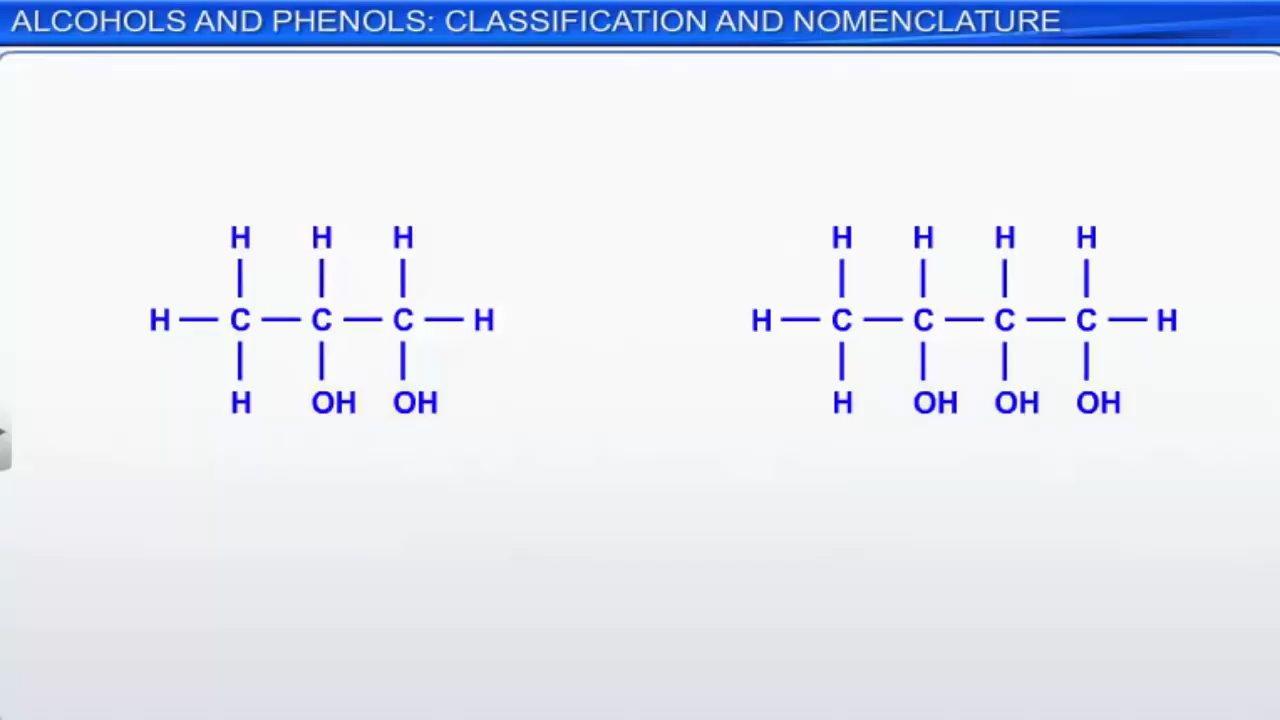 ALCOHOLS AND PHENOLS: CLASSIFICATION AND NOMENCLATURE
H H H
H C C C H
H OH OH
H H H H
H C C C C H
H OH OH OH